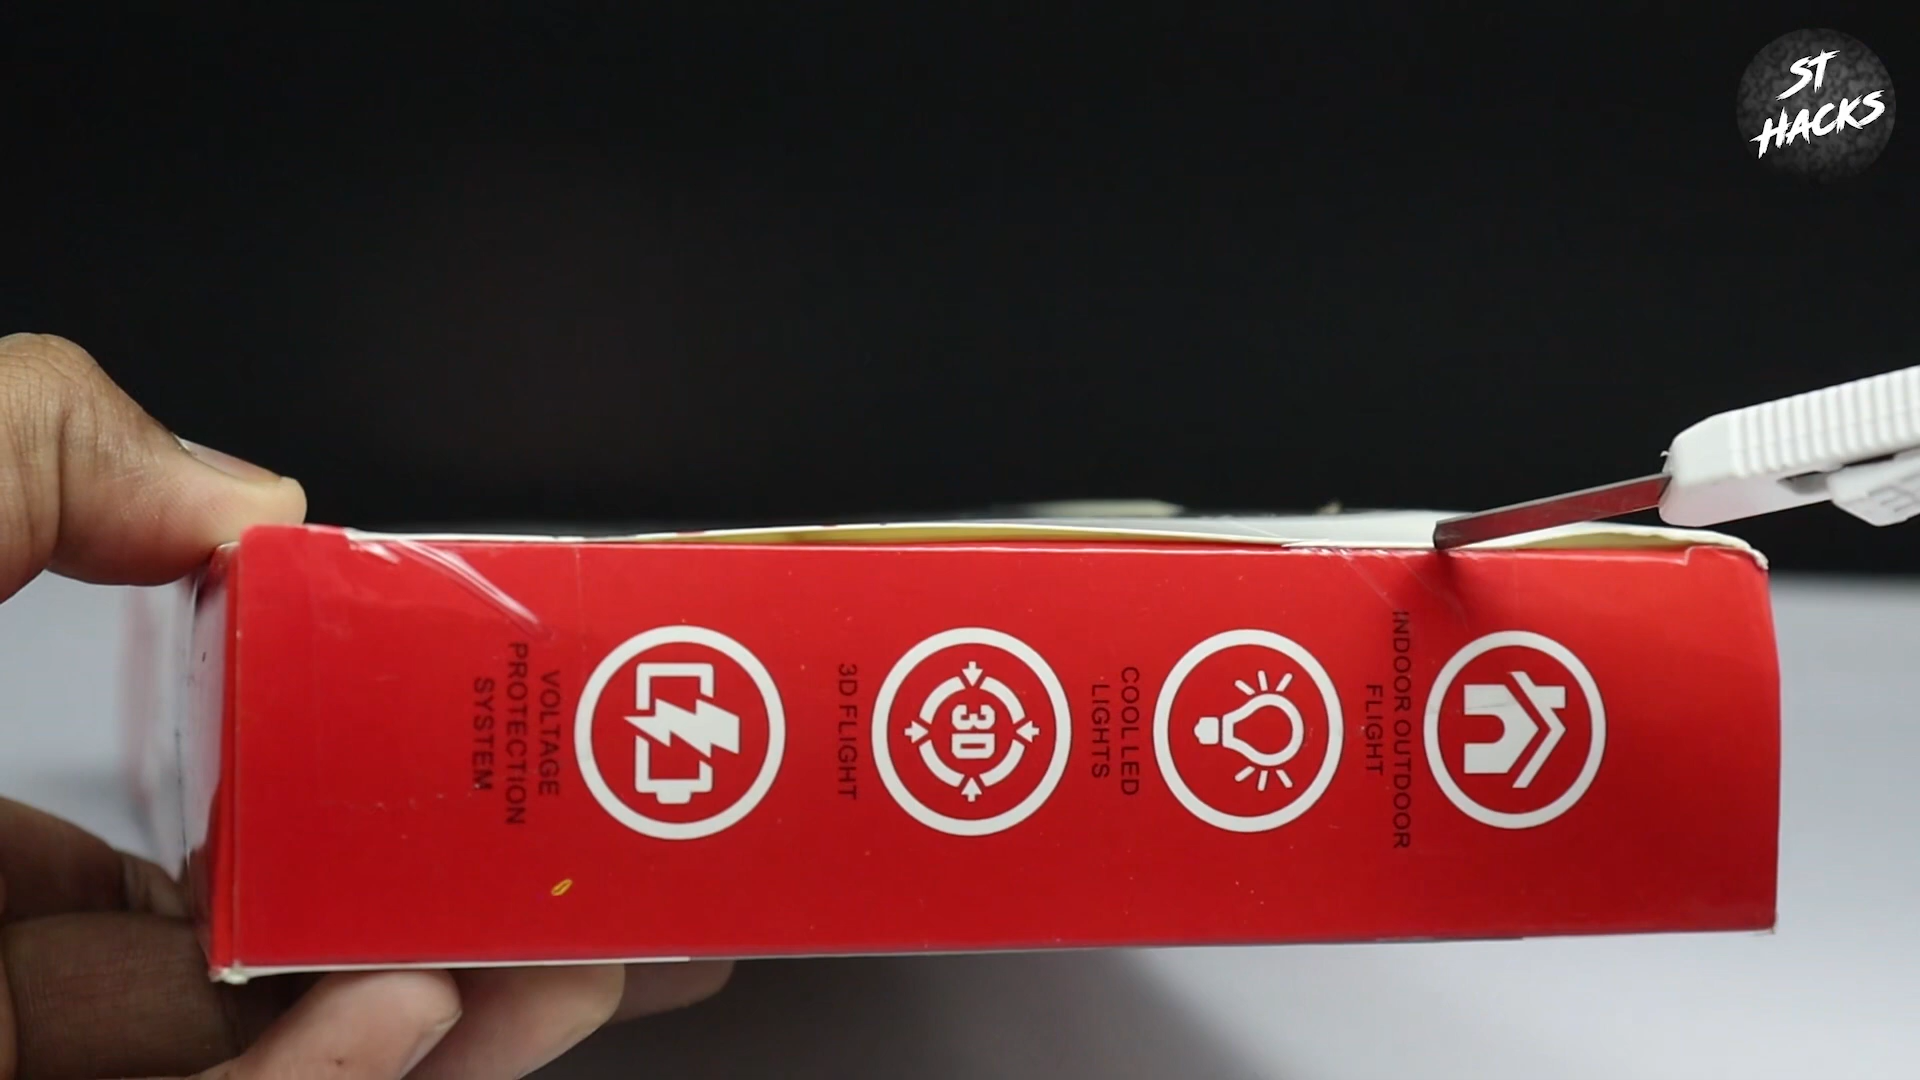 ST
HACKS
VOLTAGE
PROTECTION
SYSTEM
3D FLIGHT
3D
COOL LED
LIGHTS
INDOOR OUTDOOR
FLIGHT